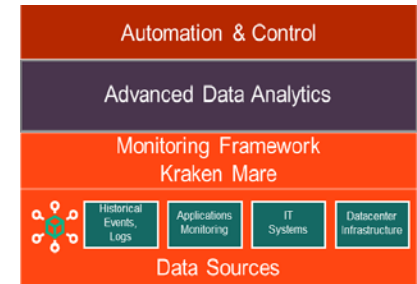 Automation & Control
Advanced Data Analytics
Monitoring Framework
Kraken Mare
Historical
Events,
Logs
Applications
Monitoring
IT
Systems
Datacenter
Infrastructure
Data Sources